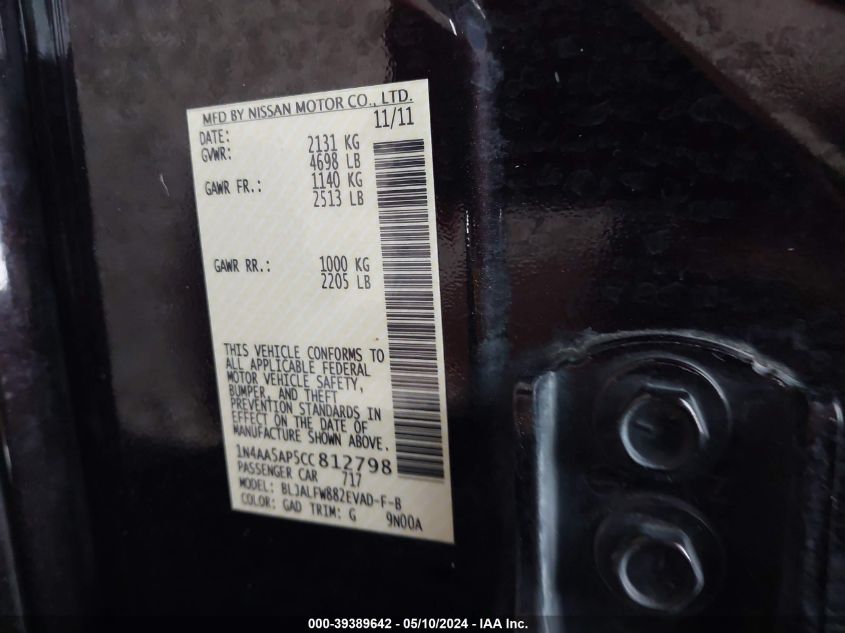 MFD BY NISSAN MOTOR CO., LTD.
DATE: 11/11
GVWR: 2131 KG
4698 LB
GAWR FR.: 1140 KG
2513 LB
GAWR RR.: 1000 KG
2205 LB
THIS VEHICLE CONFORMS TO
ALL APPLICABLE FEDERAL
MOTOR VEHICLE SAFETY,
BUMPER, AND THEFT
PREVENTION STANDARDS IN
EFFECT ON THE DATE OF
MANUFACTURE SHOWN ABOVE.
1N4AA5AP5CC812798
PASSENGER CAR 717
MODEL: BLJALFW882EVAD-F-B
COLOR: GAD TRIM: G 9N00A
000-39389642 - 05/10/2024 - IAA Inc.